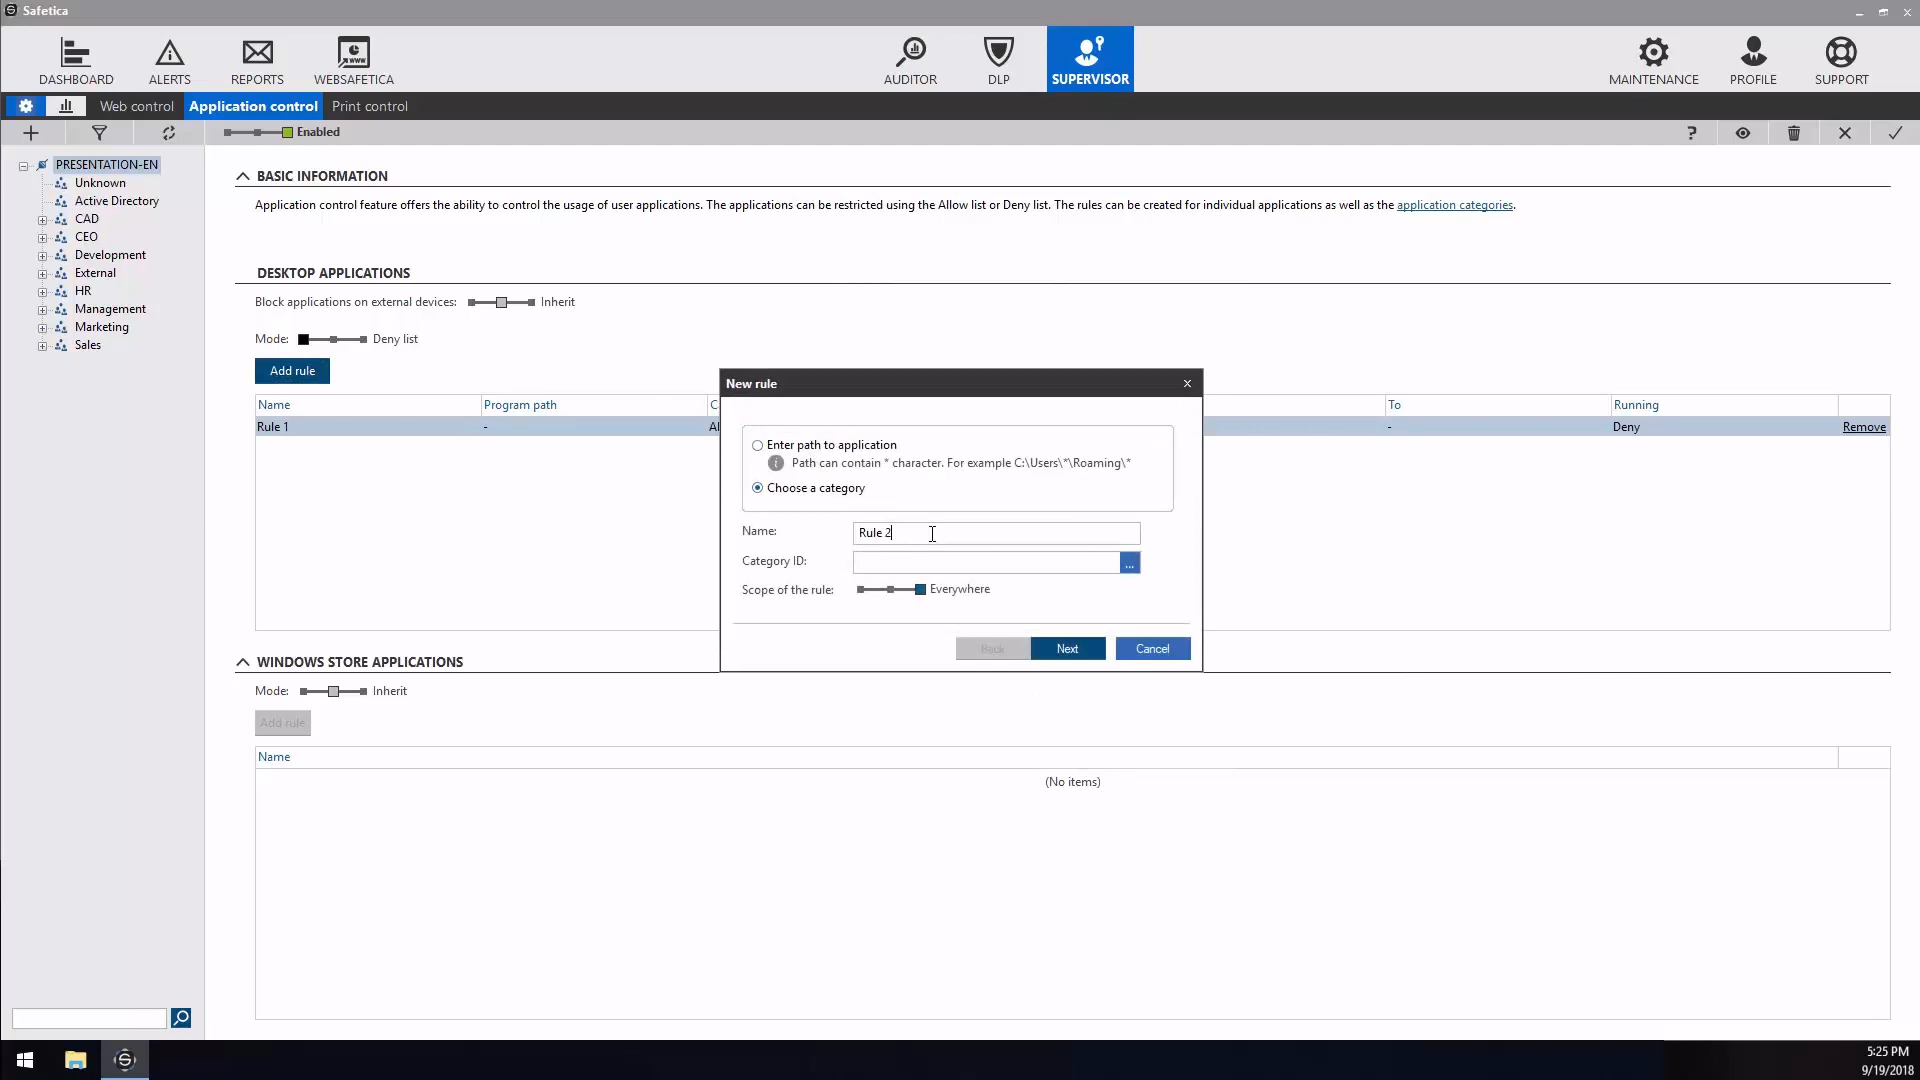 Safetica
DASHBOARD ALERTS REPORTS WEBSAFETICA AUDITOR DLP SUPERVISOR MAINTENANCE PROFILE SUPPORT
Web control Application control Print control
Enabled
PRESENTATION-EN
Unknown
Active Directory
CAD
CEO
Development
External
HR
Management
Marketing
Sales
BASIC INFORMATION
Application control feature offers the ability to control the usage of user applications. The applications can be restricted using the Allow list or Deny list. The rules can be created for individual applications as well as the application categories.
DESKTOP APPLICATIONS
Block applications on external devices: Inherit
Mode: Deny list
Add rule
Name Program path To Running
Rule 1 - - Deny Remove
New rule
Enter path to application
Path can contain * character. For example C:\Users\*\Roaming\*
Choose a category
Name: Rule 2
Category ID: ...
Scope of the rule: Everywhere
Back Next Cancel
WINDOWS STORE APPLICATIONS
Mode: Inherit
Add rule
Name
(No items)
5:25 PM
9/19/2018